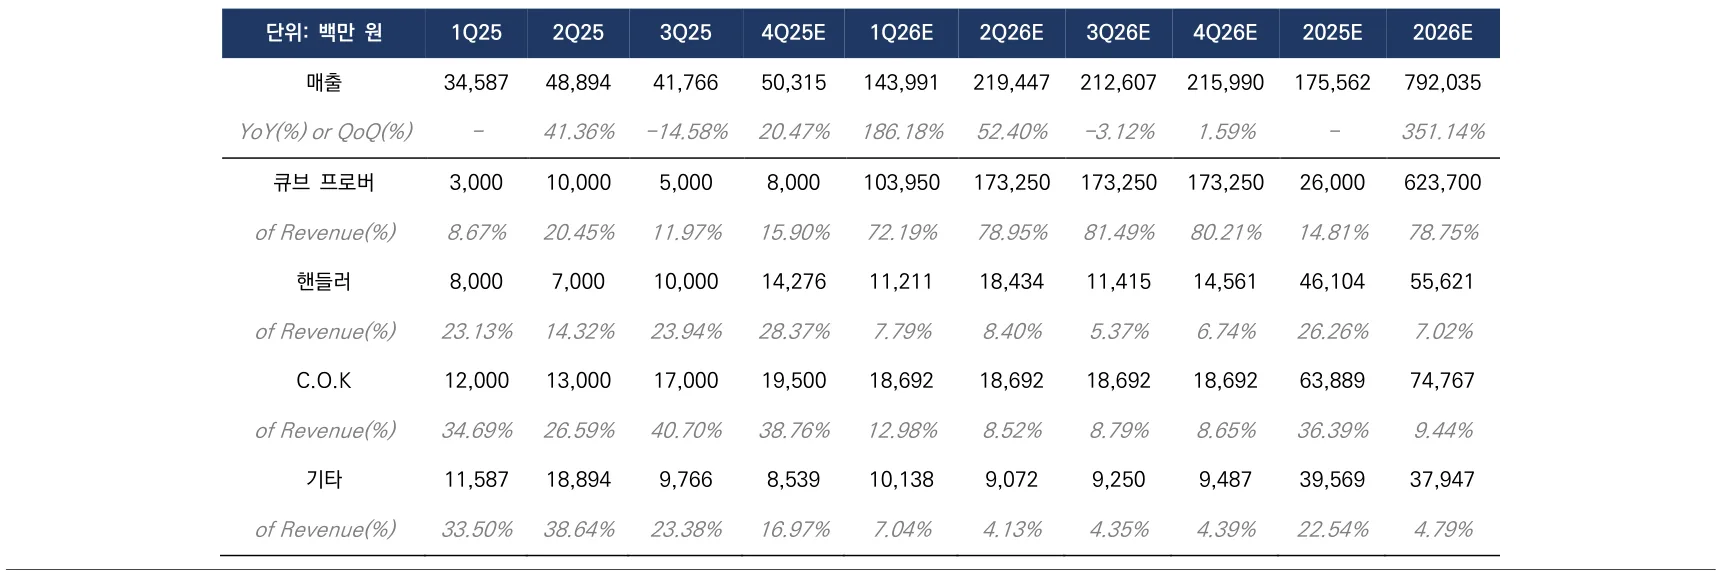 단위: 백만 원 1Q25 2Q25 3Q25 4Q25E 1Q26E 2Q26E 3Q26E 4Q26E 2025E 2026E
매출 34,587 48,894 41,766 50,315 143,991 219,447 212,607 215,990 175,562 792,035
YoY(%) or QoQ(%) - 41.36% -14.58% 20.47% 186.18% 52.40% -3.12% 1.59% - 351.14%
큐브 프로버 3,000 10,000 5,000 8,000 103,950 173,250 173,250 173,250 26,000 623,700
of Revenue(%) 8.67% 20.45% 11.97% 15.90% 72.19% 78.95% 81.49% 80.21% 14.81% 78.75%
핸들러 8,000 7,000 10,000 14,276 11,211 18,434 11,415 14,561 46,104 55,621
of Revenue(%) 23.13% 14.32% 23.94% 28.37% 7.79% 8.40% 5.37% 6.74% 26.26% 7.02%
C.O.K 12,000 13,000 17,000 19,500 18,692 18,692 18,692 18,692 63,889 74,767
of Revenue(%) 34.69% 26.59% 40.70% 38.76% 12.98% 8.52% 8.79% 8.65% 36.39% 9.44%
기타 11,587 18,894 9,766 8,539 10,138 9,072 9,250 9,487 39,569 37,947
of Revenue(%) 33.50% 38.64% 23.38% 16.97% 7.04% 4.13% 4.35% 4.39% 22.54% 4.79%